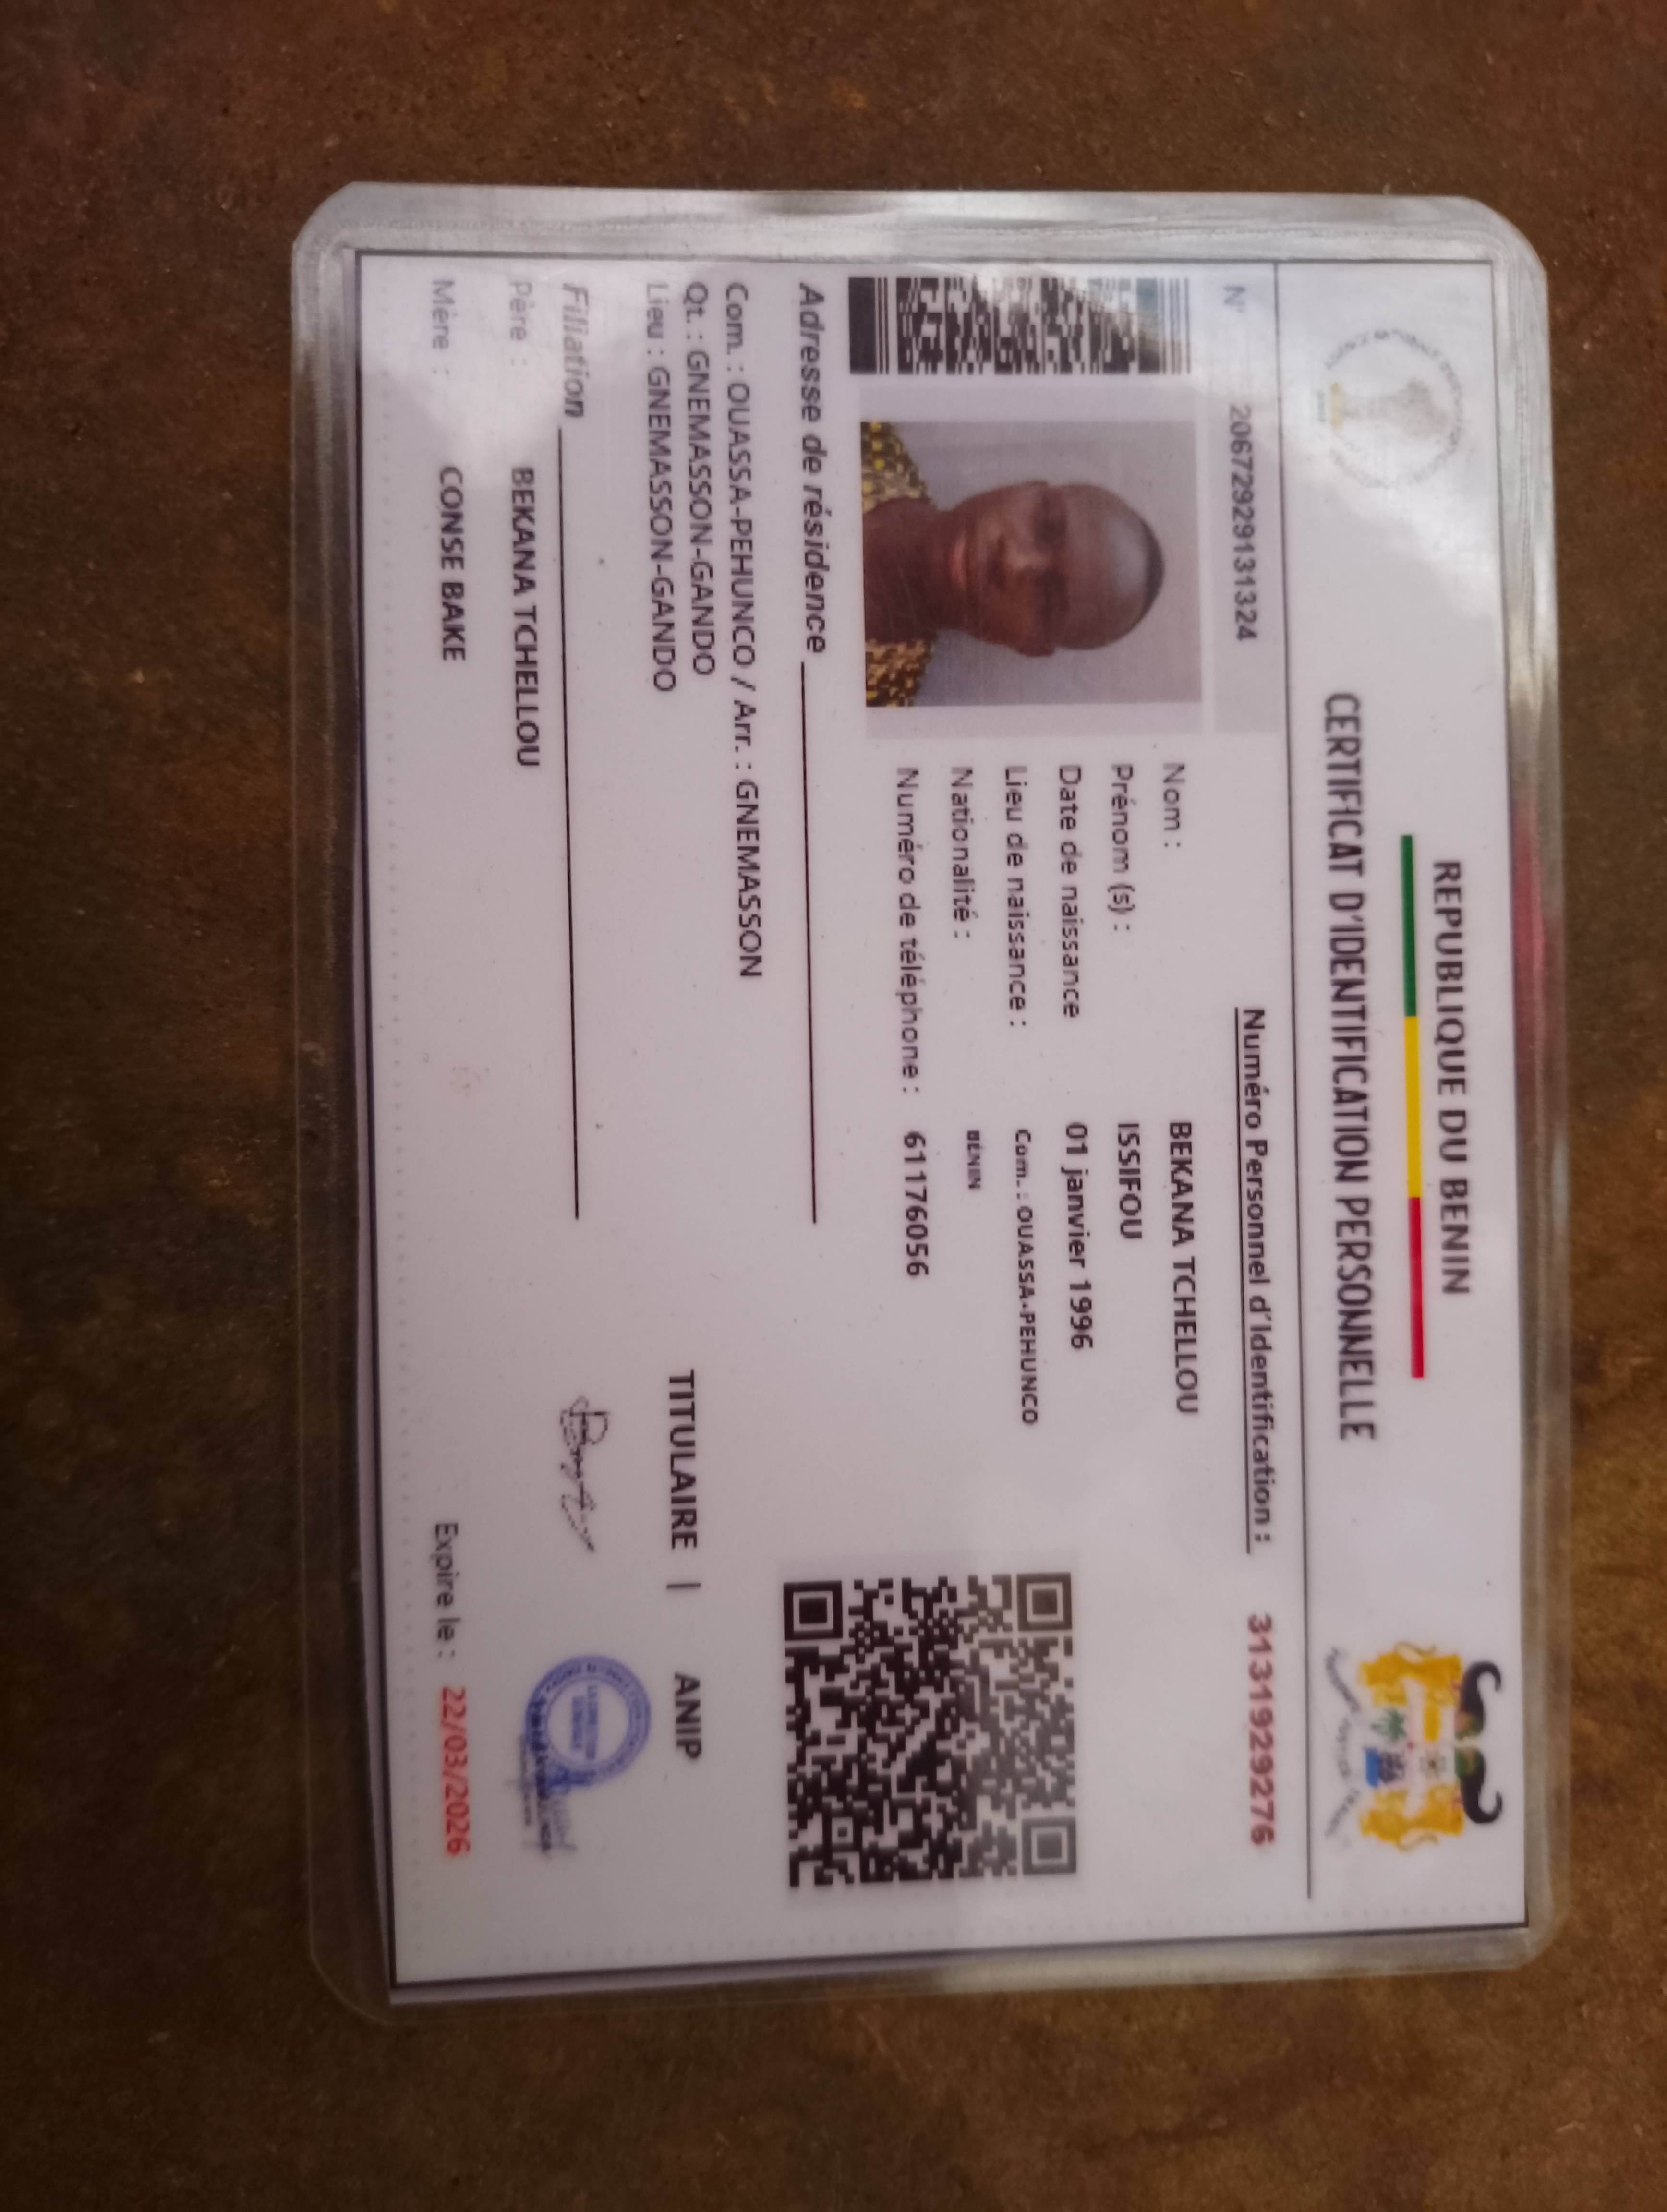 REPUBLIQUE DU BENIN
CERTIFICAT D'IDENTIFICATION PERSONNELLE
N° 20672929131324
Numéro Personnel d'Identification : 3131929276
Nom : BEKANA TCHELLOU
Prénom (s) : ISSIFOU
Date de naissance 01 janvier 1996
Lieu de naissance : Com. : OUASSA-PEHUNCO
Nationalité : BENIN
Numéro de téléphone : 61176056
Adresse de résidence
Com. : OUASSA-PEHUNCO / Arr. : GNEMASSON
Qt. : GNEMASSON-GANDO
Lieu : GNEMASSON-GANDO
TITULAIRE | ANIP
Filiation
Père : BEKANA TCHELLOU
Mère : CONSE BAKE
Expire le : 22/03/2026